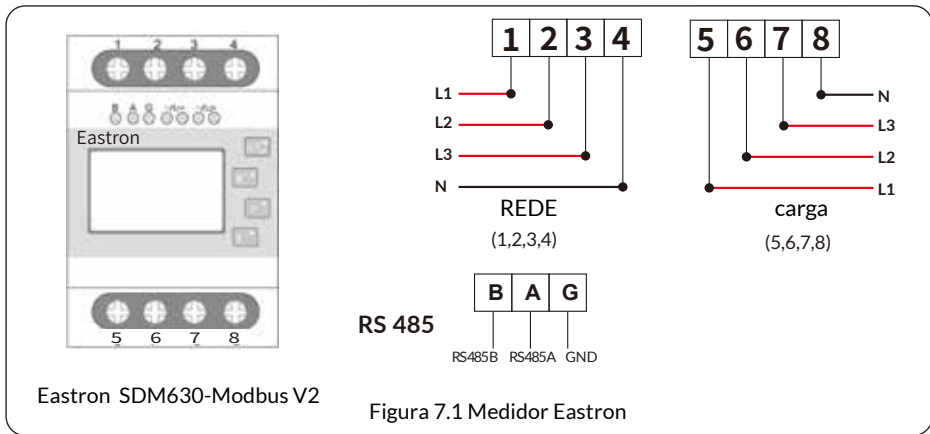 1 2 3 4
B A G
Eastron
5 6 7 8
Eastron SDM630-Modbus V2
1 2 3 4
L1
L2
L3
N
REDE
(1,2,3,4)
5 6 7 8
N
L3
L2
L1
carga
(5,6,7,8)
RS 485
B A G
RS485B RS485A GND
Figura 7.1 Medidor Eastron